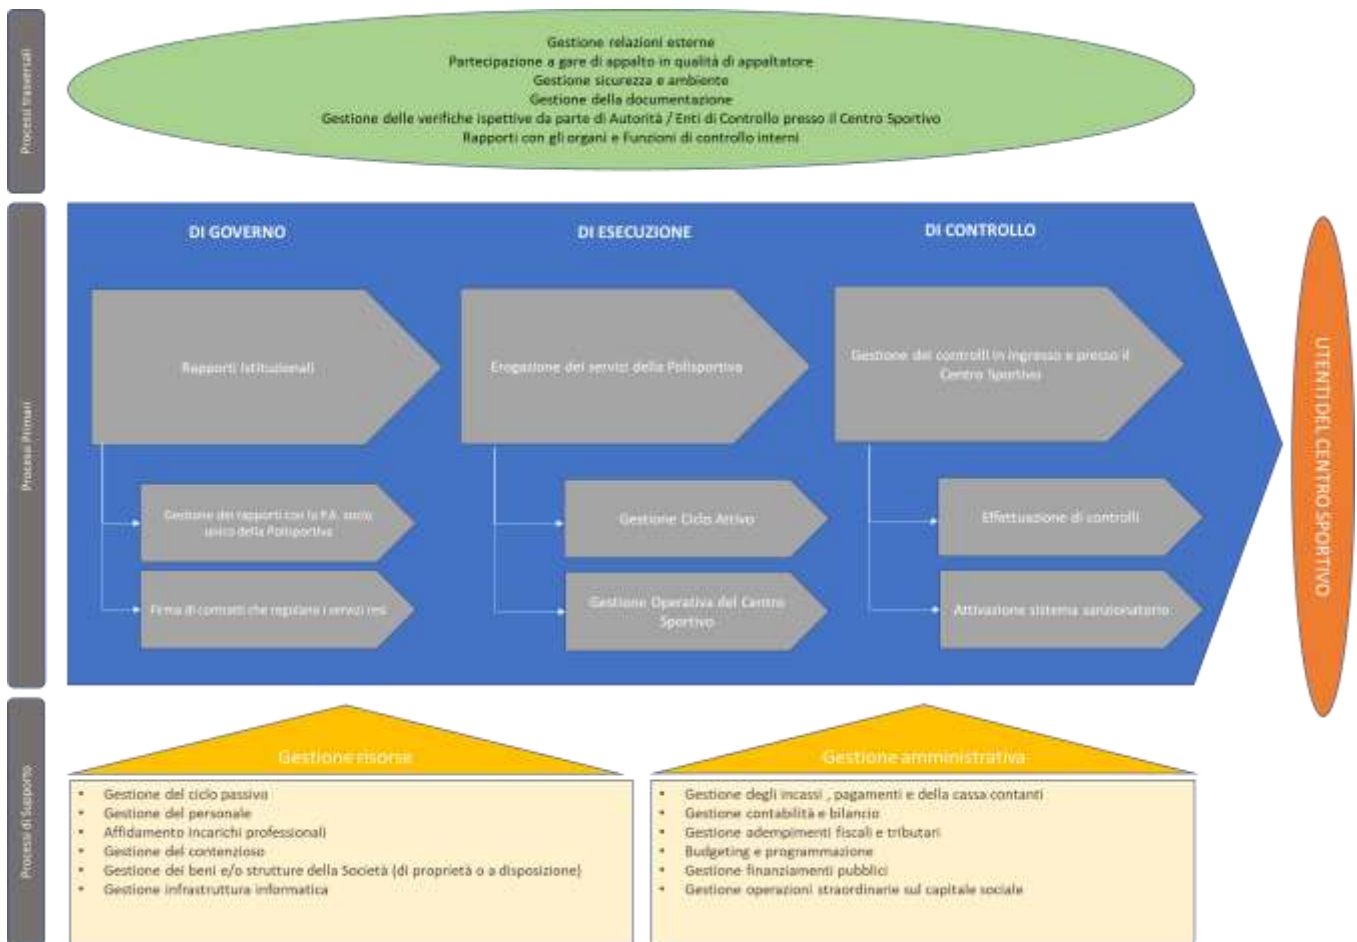 Processi trasversali
Gestione relazioni esterne
Partecipazione a gare di appalto in qualità di appaltatore
Gestione sicurezza e ambiente
Gestione della documentazione
Gestione delle verifiche ispettive da parte di Autorità / Enti di Controllo presso il Centro Sportivo
Rapporti con gli organi e Funzioni di controllo interni
Processi Primari
DI GOVERNO
DI ESECUZIONE
DI CONTROLLO
Rapporti Istituzionali
Erogazione dei servizi della Polisportiva
Gestione dei controlli in ingresso e presso il
Centro Sportivo
Gestione dei rapporti con la P.A. socio
unico della Polisportiva
Gestione Ciclo Attivo
Effettuazione di controlli
Firma di contratti che regolano i servizi resi
Gestione Operativa del Centro
Sportivo
Attivazione sistema sanzionatorio
UTENTI DEL CENTRO SPORTIVO
Processi di Supporto
Gestione risorse
• Gestione del ciclo passivo
• Gestione del personale
• Affidamento incarichi professionali
• Gestione del contenzioso
• Gestione dei beni e/o strutture della Società (di proprietà o a disposizione)
• Gestione infrastruttura informatica
Gestione amministrativa
• Gestione degli incassi , pagamenti e della cassa contanti
• Gestione contabilità e bilancio
• Gestione adempimenti fiscali e tributari
• Budgeting e programmazione
• Gestione finanziamenti pubblici
• Gestione operazioni straordinarie sul capitale sociale